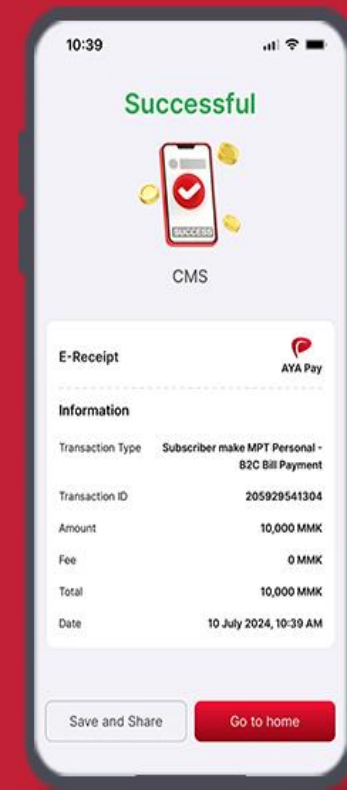 10:39
Successful
SUCCESS
CMS
E-Receipt
AYA Pay
Information
Transaction Type Subscriber make MPT Personal -
B2C Bill Payment
Transaction ID 205929541304
Amount 10,000 MMK
Fee 0 MMK
Total 10,000 MMK
Date 10 July 2024, 10:39 AM
Save and Share Go to home